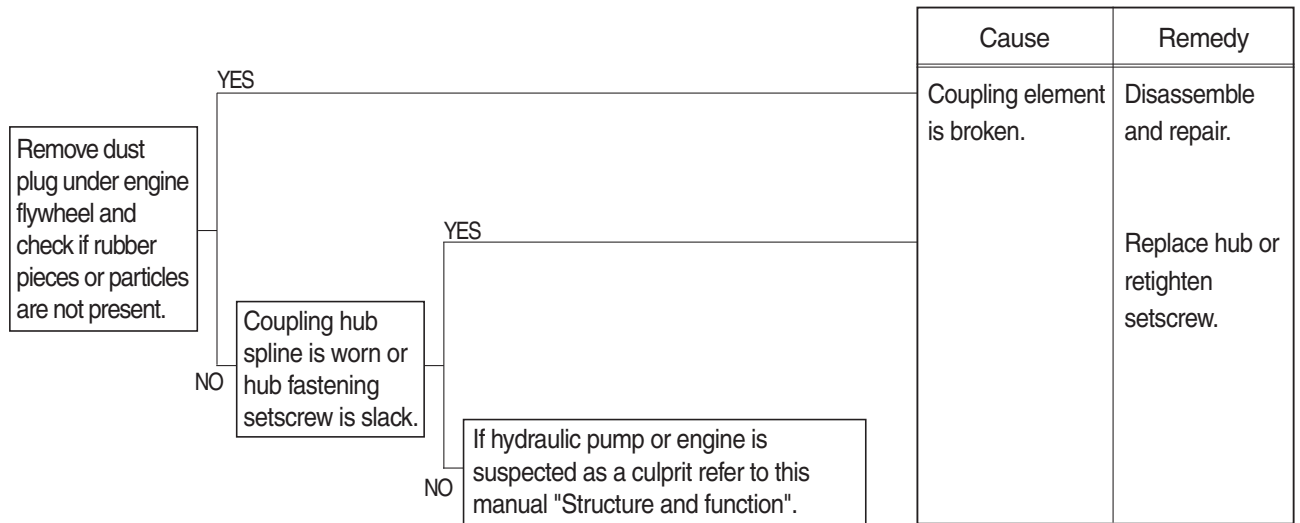 Cause
Remedy
YES
Coupling element
is broken.
Disassemble
and repair.
Remove dust
plug under engine
flywheel and
check if rubber
pieces or particles
are not present.
YES
Replace hub or
retighten
setscrew.
NO
Coupling hub
spline is worn or
hub fastening
setscrew is slack.
NO
If hydraulic pump or engine is
suspected as a culprit refer to this
manual "Structure and function".